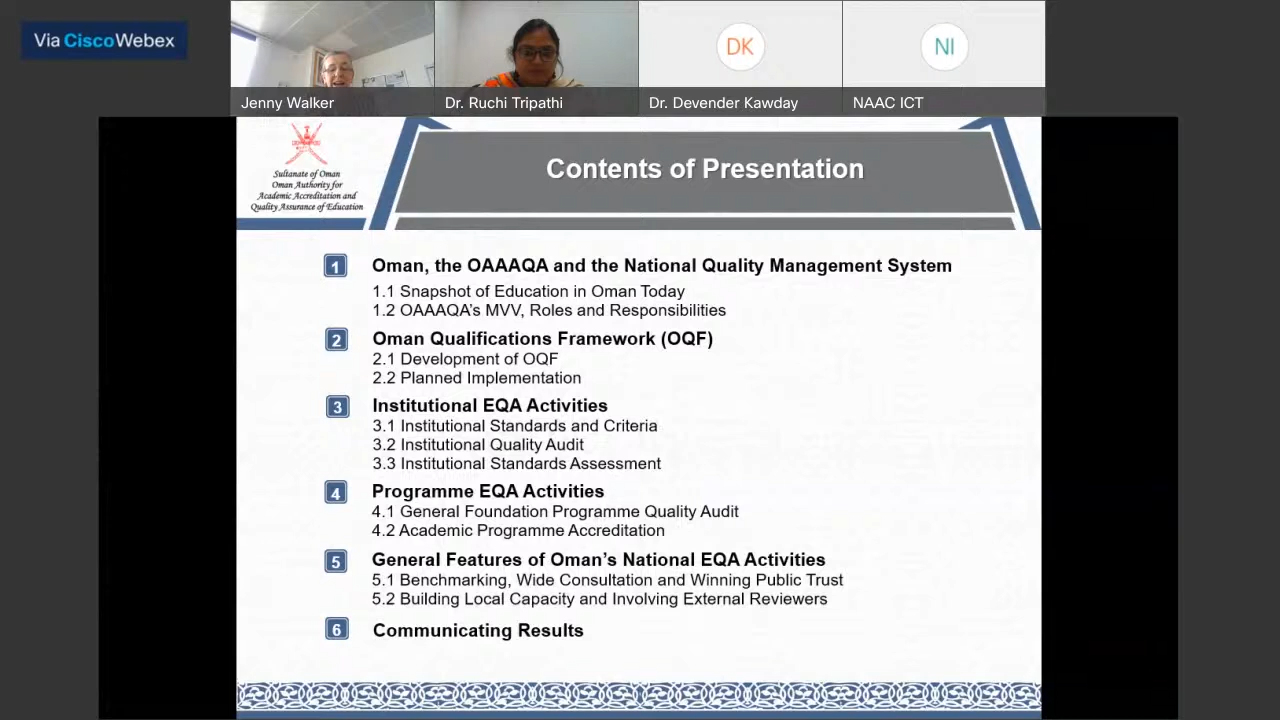 Via Cisco Webex
Jenny Walker
Dr. Ruchi Tripathi
DK
Dr. Devender Kawday
NI
NAAC ICT
Sultanate of Oman
Oman Authority for
Academic Accreditation and
Quality Assurance of Education
Contents of Presentation
1 Oman, the OAAAQA and the National Quality Management System
1.1 Snapshot of Education in Oman Today
1.2 OAAAQA's MVV, Roles and Responsibilities
2 Oman Qualifications Framework (OQF)
2.1 Development of OQF
2.2 Planned Implementation
3 Institutional EQA Activities
3.1 Institutional Standards and Criteria
3.2 Institutional Quality Audit
3.3 Institutional Standards Assessment
4 Programme EQA Activities
4.1 General Foundation Programme Quality Audit
4.2 Academic Programme Accreditation
5 General Features of Oman's National EQA Activities
5.1 Benchmarking, Wide Consultation and Winning Public Trust
5.2 Building Local Capacity and Involving External Reviewers
6 Communicating Results